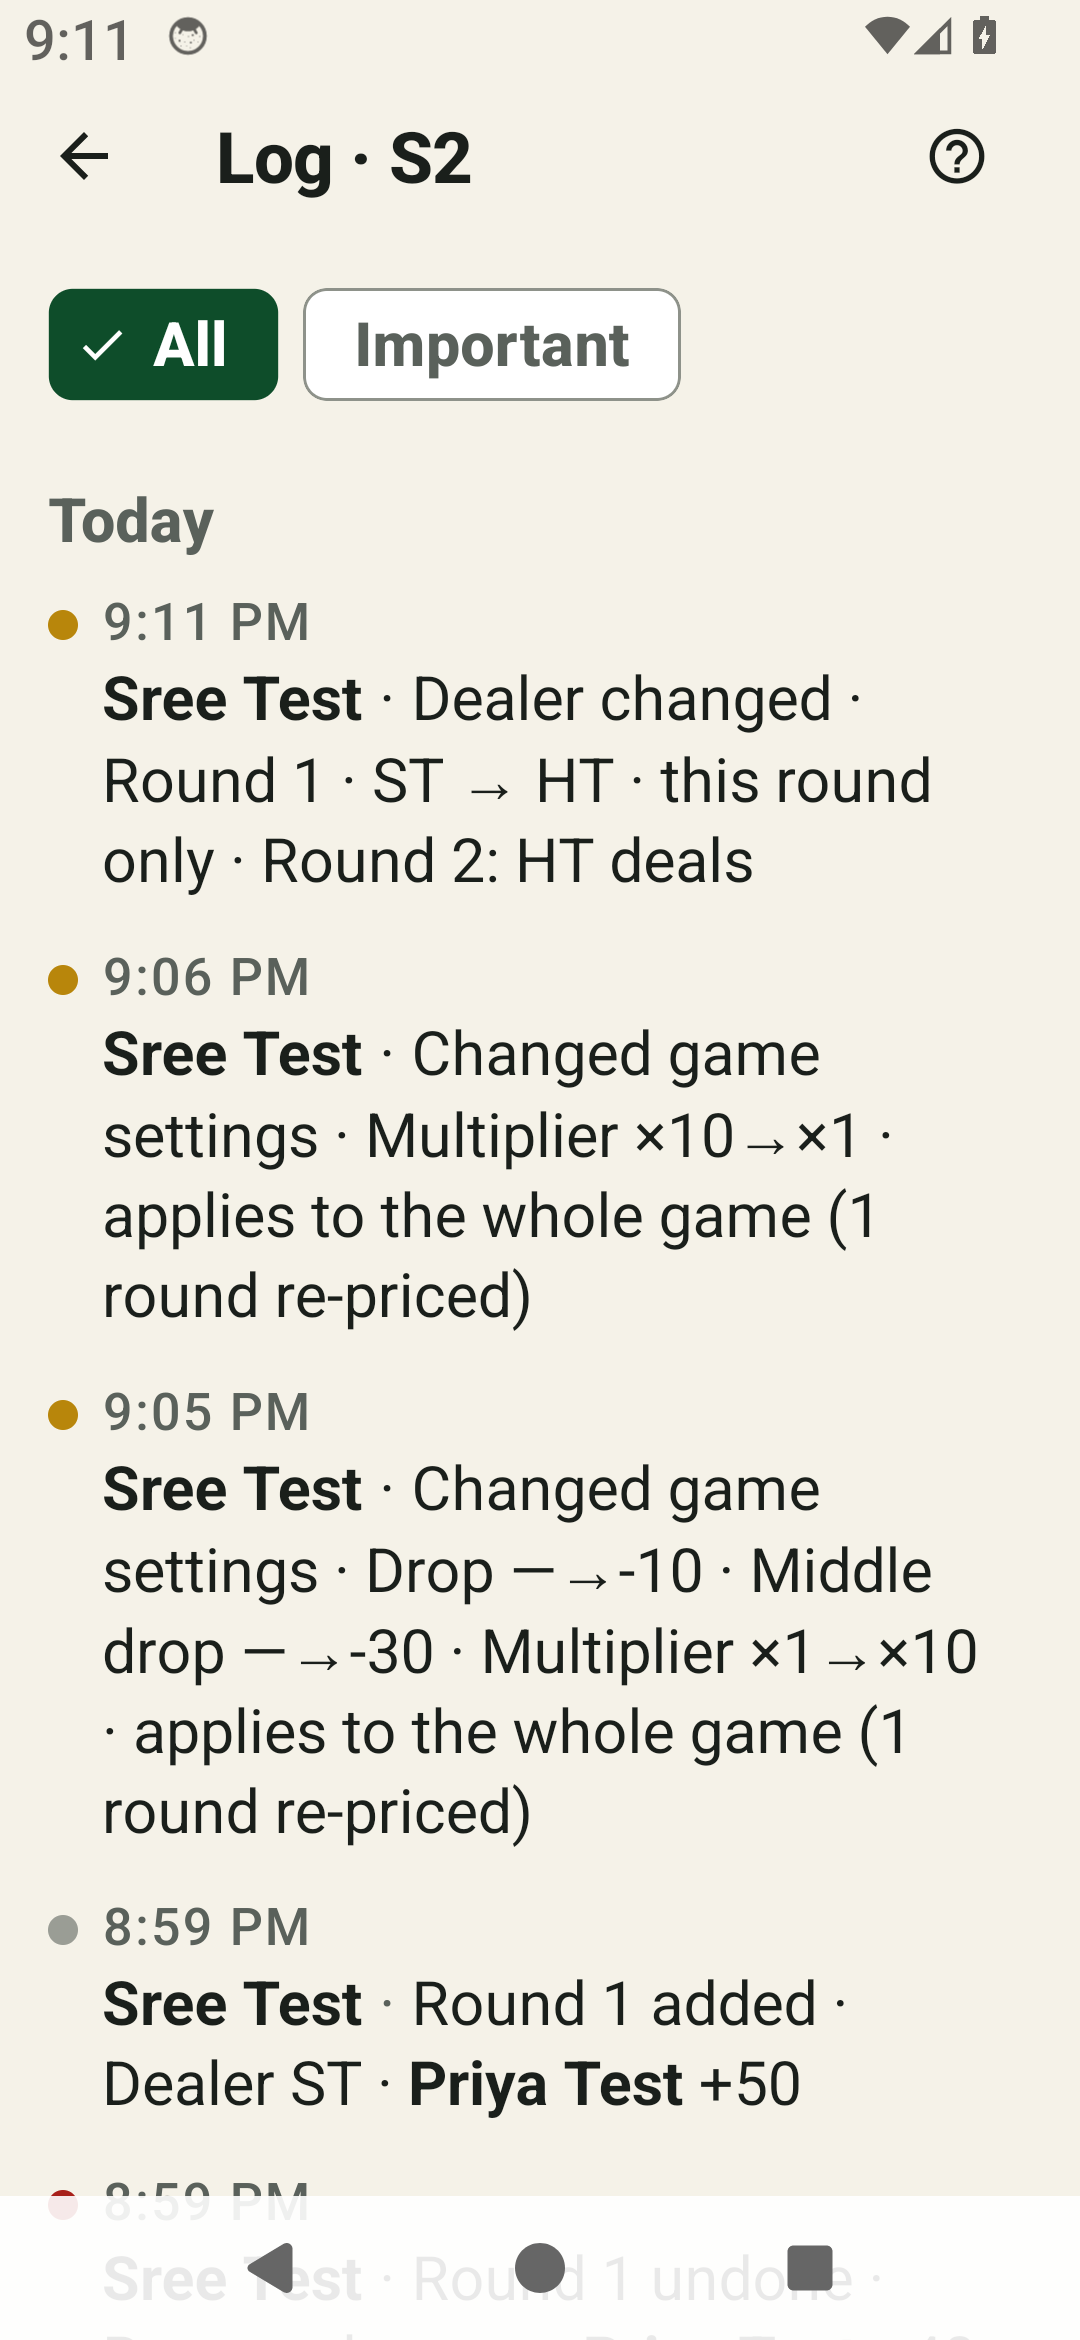 9:11
Log · S2
All
Important
Today
9:11 PM
Sree Test · Dealer changed ·
Round 1 · ST → HT · this round
only · Round 2: HT deals
9:06 PM
Sree Test · Changed game
settings · Multiplier ×10→×1 ·
applies to the whole game (1
round re-priced)
9:05 PM
Sree Test · Changed game
settings · Drop —→-10 · Middle
drop —→-30 · Multiplier ×1→×10
· applies to the whole game (1
round re-priced)
8:59 PM
Sree Test · Round 1 added ·
Dealer ST · Priya Test +50
8:59 PM
Sree Test · Round 1 undone ·